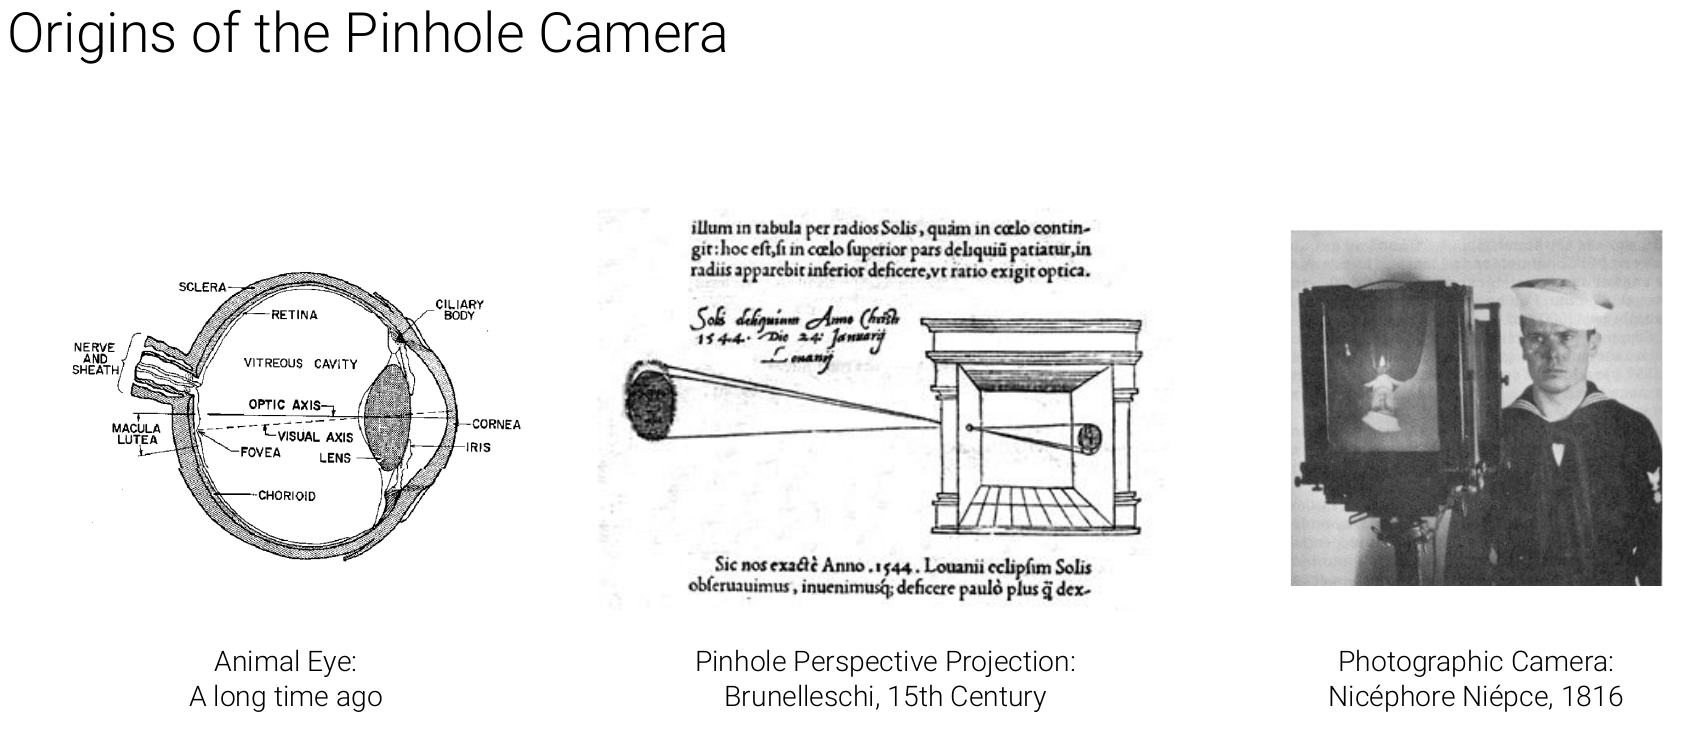 Origins of the Pinhole Camera
SCLERA
RETINA
CILIARY
BODY
NERVE
AND
SHEATH
VITREOUS CAVITY
OPTIC AXIS
MACULA
LUTEA
VISUAL AXIS
CORNEA
FOVEA
LENS
IRIS
CHORIOID
illum in tabula per radios Solis, quàm in cœlo contin-
git: hoc eſt, ſi in cœlo ſuperior pars deliquiũ patiatur, in
radiis apparebit inferior deficere, vt ratio exigit optica.
Solis deliquium Anno Christi
1544. Die 24: Januarij
Louanij
Sic nos exactè Anno .1544. Louanii eclipſim Solis
obſeruauimus, inuenimusq́; deficere paulò plus q̃ dex-
Animal Eye:
A long time ago
Pinhole Perspective Projection:
Brunelleschi, 15th Century
Photographic Camera:
Nicéphore Niépce, 1816